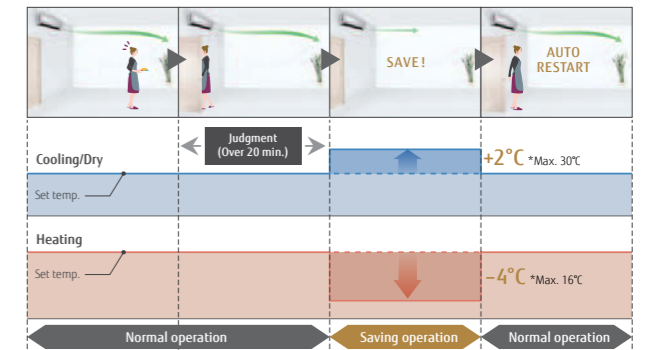 SAVE!
AUTO
RESTART
Judgment
(Over 20 min.)
Cooling/Dry
+2°C *Max. 30℃
Set temp.
Heating
Set temp.
−4°C *Max. 16℃
Normal operation
Saving operation
Normal operation